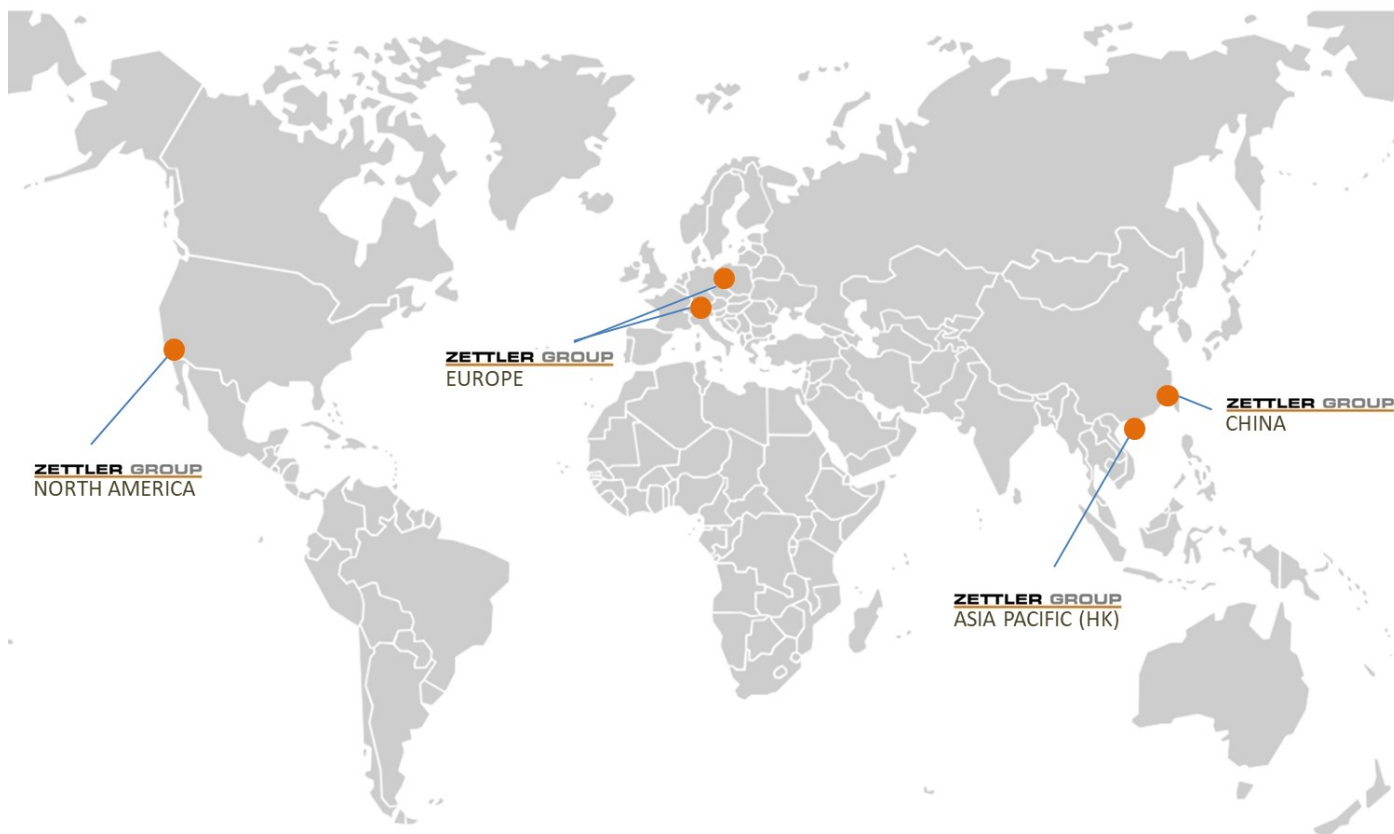 ZETTLER GROUP
EUROPE
ZETTLER GROUP
CHINA
ZETTLER GROUP
NORTH AMERICA
ZETTLER GROUP
ASIA PACIFIC (HK)